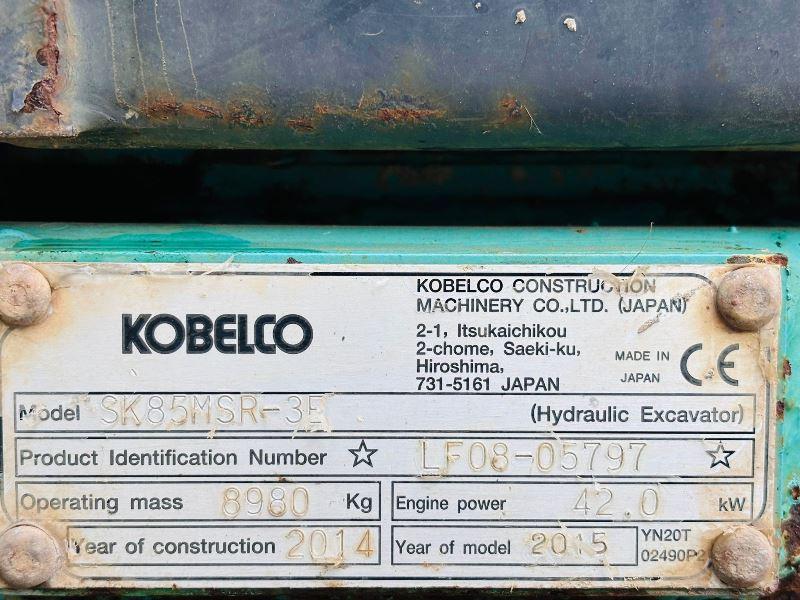 KOBELCO
KOBELCO CONSTRUCTION
MACHINERY CO.,LTD. (JAPAN)
2-1, Itsukaichikou
2-chome, Saeki-ku,
Hiroshima,
731-5161 JAPAN
MADE IN
JAPAN
CE
Model SK85MSR-3E (Hydraulic Excavator)
Product Identification Number ☆ LF08-05797 ☆
Operating mass 8980 Kg
Engine power 42.0 kW
Year of construction 2014
Year of model 2015
YN20T
02490P2